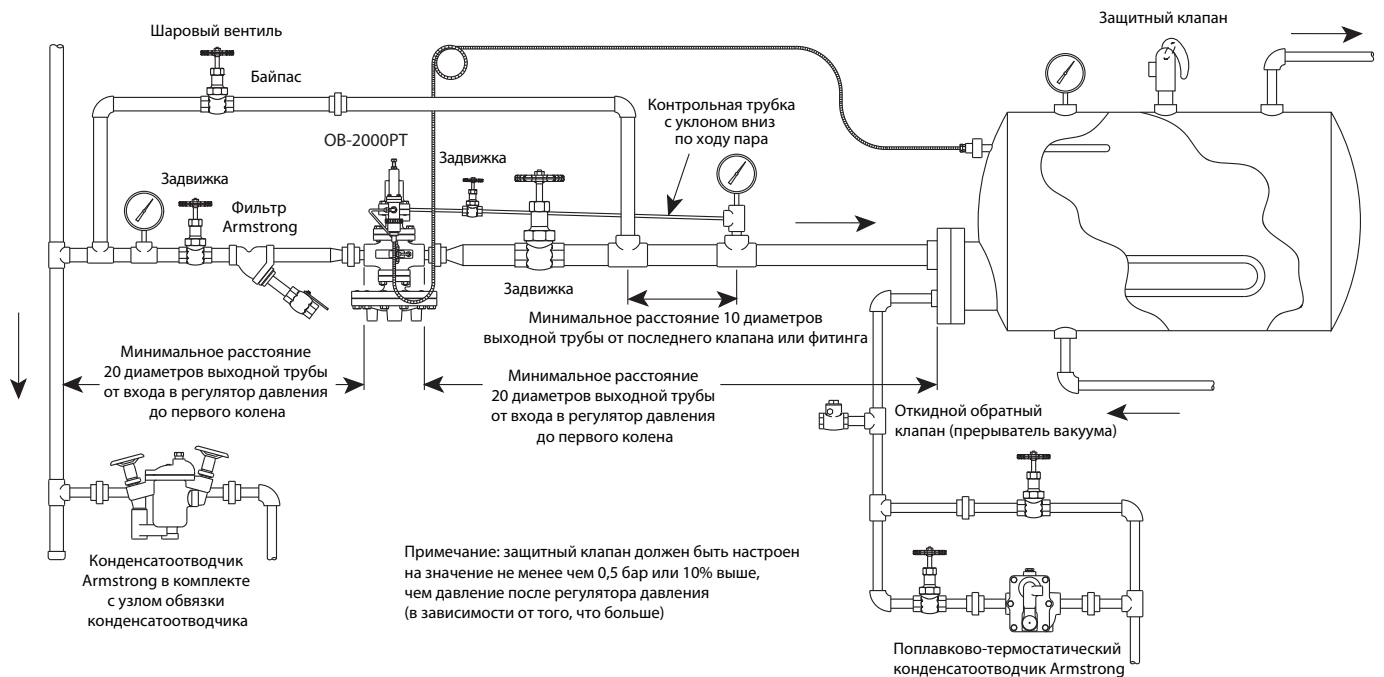 Шаровый вентиль
Байпас
Защитный клапан
Контрольная трубка
с уклоном вниз
по ходу пара
OB-2000PT
Задвижка
Задвижка
Фильтр
Armstrong
Задвижка
Минимальное расстояние 10 диаметров
выходной трубы от последнего клапана или фитинга
Минимальное расстояние
20 диаметров выходной трубы
от входа в регулятор давления
до первого колена
Минимальное расстояние
20 диаметров выходной трубы
от входа в регулятор давления
до первого колена
Откидной обратный
клапан (прерыватель вакуума)
Конденсатоотводчик
Armstrong в комплекте
с узлом обвязки
конденсатоотводчика
Примечание: защитный клапан должен быть настроен
на значение не менее чем 0,5 бар или 10% выше,
чем давление после регулятора давления
(в зависимости от того, что больше)
Поплавково-термостатический
конденсатоотводчик Armstrong